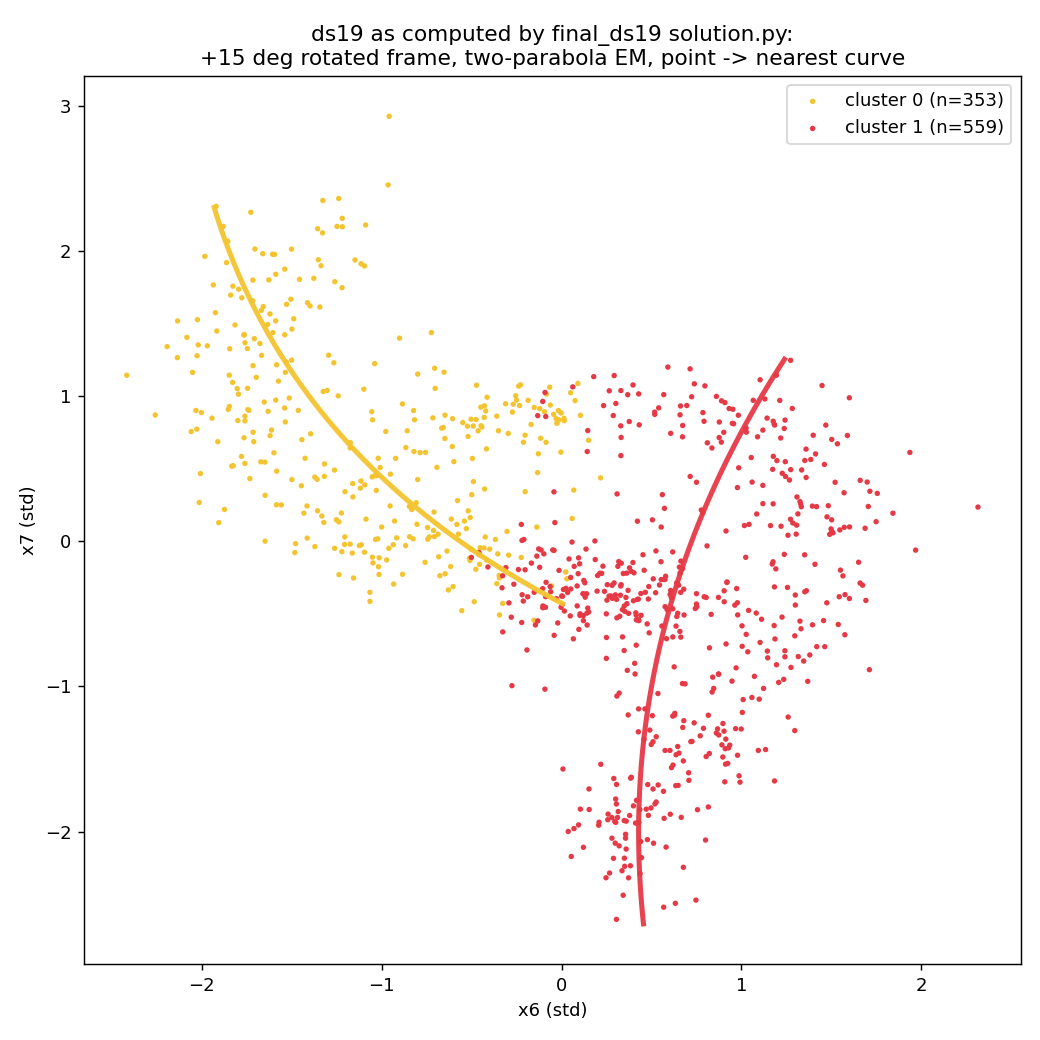 ds19 as computed by final_ds19 solution.py:
+15 deg rotated frame, two-parabola EM, point -> nearest curve
cluster 0 (n=353)
cluster 1 (n=559)
3
2
1
0
−1
−2
x7 (std)
−2
−1
0
1
2
x6 (std)